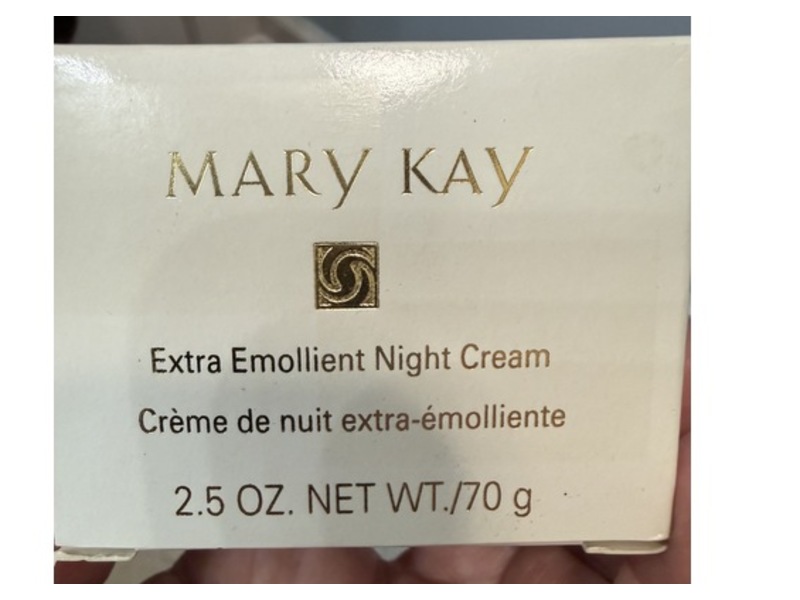 MARY KAY
Extra Emollient Night Cream
Crème de nuit extra-émolliente
2.5 OZ. NET WT./70 g